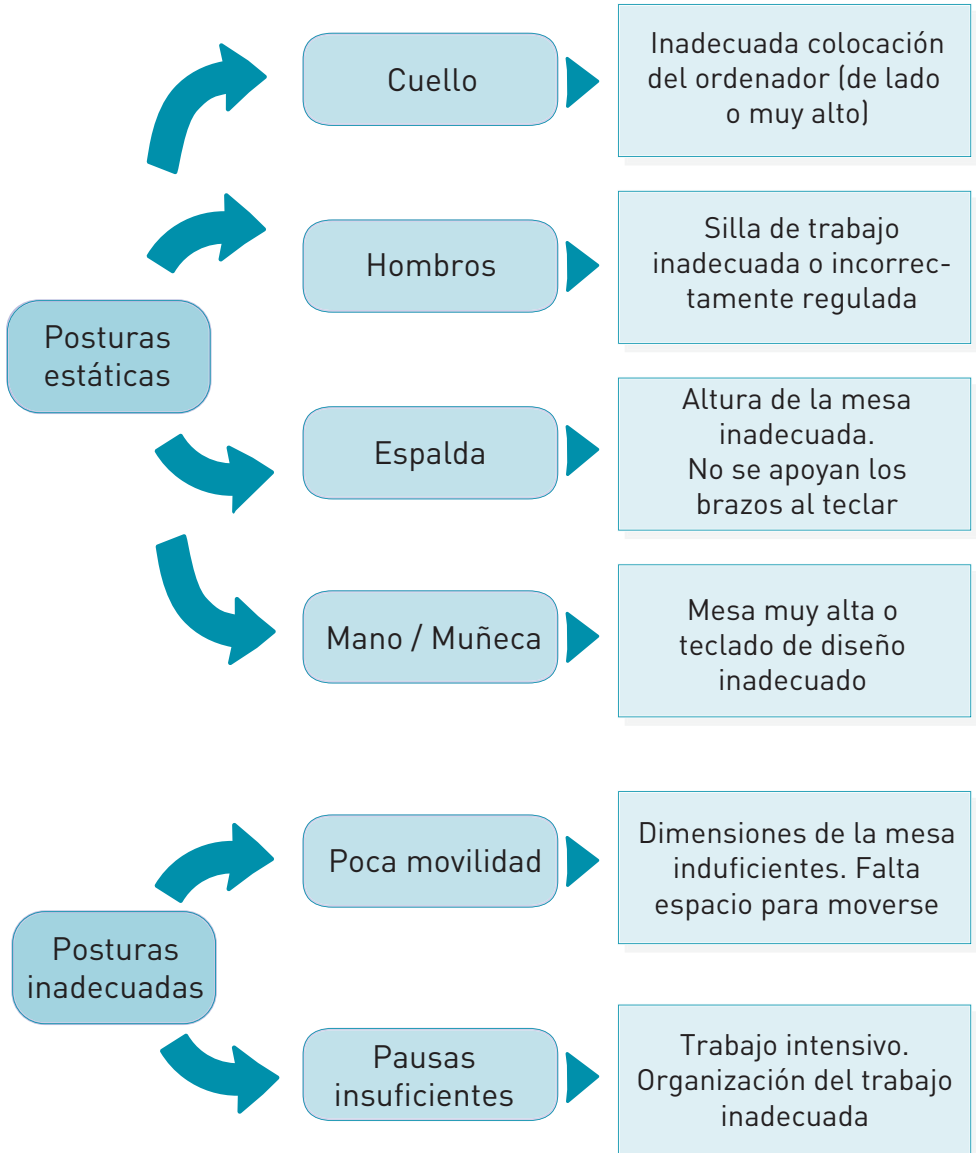 Cuello
Inadecuada colocación
del ordenador (de lado
o muy alto)
Hombros
Silla de trabajo
inadecuada o incorrec-
tamente regulada
Posturas
estáticas
Espalda
Altura de la mesa
inadecuada.
No se apoyan los
brazos al teclar
Mano / Muñeca
Mesa muy alta o
teclado de diseño
inadecuado
Poca movilidad
Dimensiones de la mesa
induficientes. Falta
espacio para moverse
Posturas
inadecuadas
Pausas
insuficientes
Trabajo intensivo.
Organización del trabajo
inadecuada